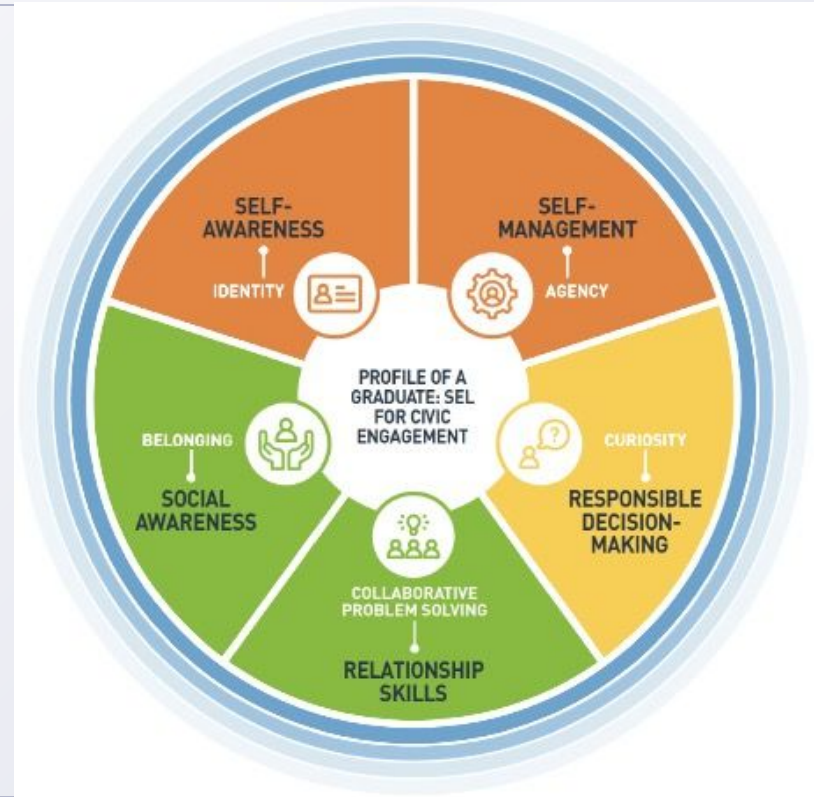 SELF-
AWARENESS
IDENTITY
SELF-
MANAGEMENT
AGENCY
PROFILE OF A
GRADUATE: SEL
FOR CIVIC
ENGAGEMENT
BELONGING
SOCIAL
AWARENESS
CURIOSITY
RESPONSIBLE
DECISION-
MAKING
?
COLLABORATIVE
PROBLEM SOLVING
RELATIONSHIP
SKILLS